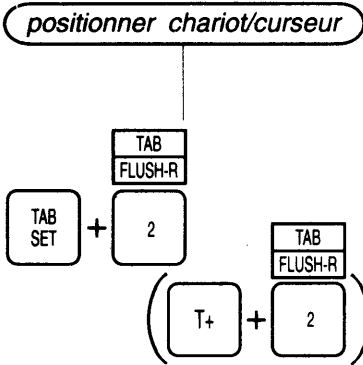 positionner chariot/curseur
TAB
FLUSH-R
TAB
SET
+
2
TAB
FLUSH-R
(
T+
+
2
)